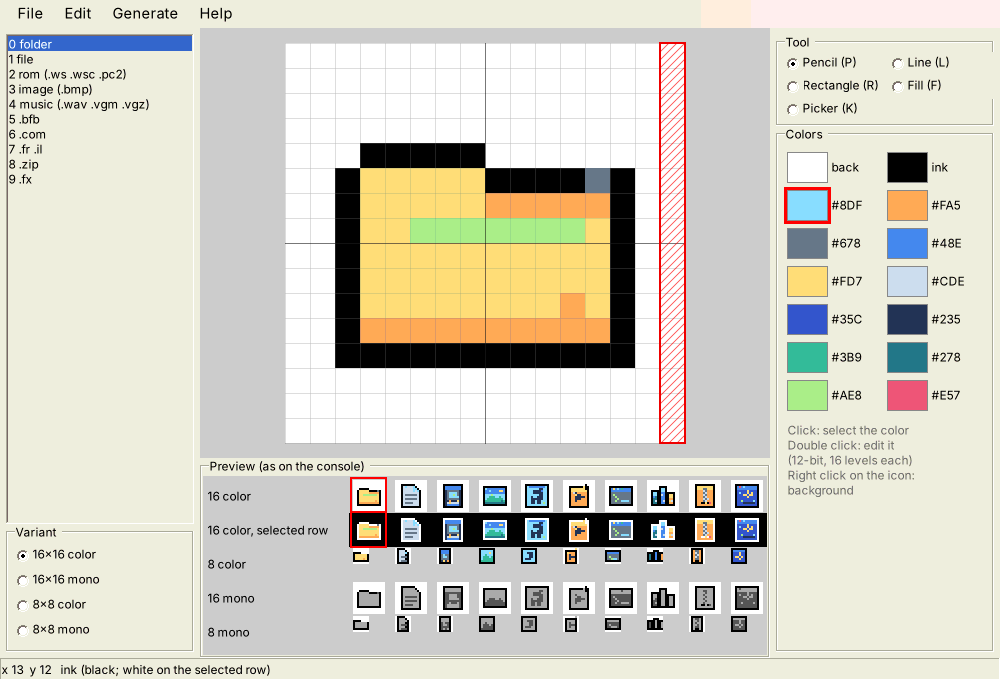 File Edit Generate Help
0 folder
1 file
2 rom (.ws .wsc .pc2)
3 image (.bmp)
4 music (.wav .vgm .vgz)
5 .bfb
6 .com
7 .fr .il
8 .zip
9 .fx
Variant
16×16 color
16×16 mono
8×8 color
8×8 mono
Preview (as on the console)
16 color
16 color, selected row
8 color
16 mono
8 mono
Tool
Pencil (P) Line (L)
Rectangle (R) Fill (F)
Picker (K)
Colors
back ink
#8DF #FA5
#678 #48E
#FD7 #CDE
#35C #235
#3B9 #278
#AE8 #E57
Click: select the color
Double click: edit it
(12-bit, 16 levels each)
Right click on the icon:
background
x 13 y 12 ink (black; white on the selected row)